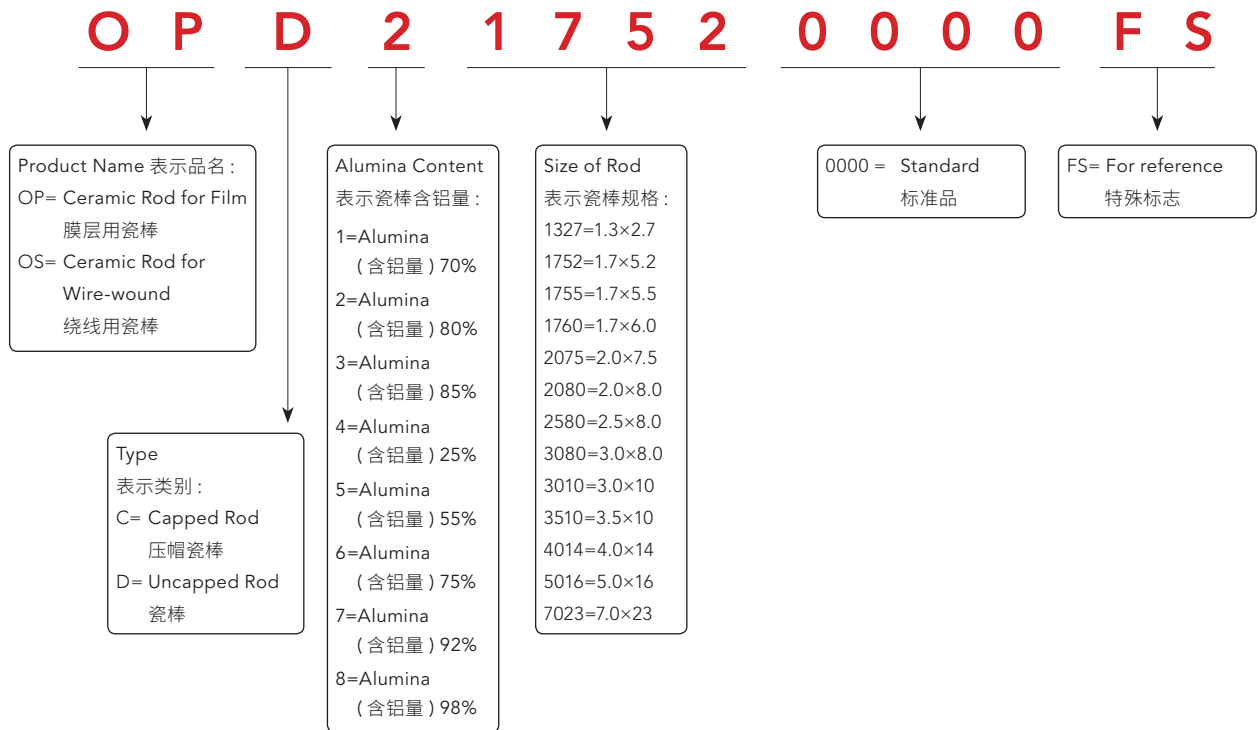 O P D 2 1 7 5 2 0 0 0 0 F S
Product Name 表示品名 :
OP= Ceramic Rod for Film
膜层用瓷棒
OS= Ceramic Rod for
Wire-wound
绕线用瓷棒
Type
表示类别 :
C= Capped Rod
压帽瓷棒
D= Uncapped Rod
瓷棒
Alumina Content
表示瓷棒含铝量 :
1=Alumina
( 含铝量 ) 70%
2=Alumina
( 含铝量 ) 80%
3=Alumina
( 含铝量 ) 85%
4=Alumina
( 含铝量 ) 25%
5=Alumina
( 含铝量 ) 55%
6=Alumina
( 含铝量 ) 75%
7=Alumina
( 含铝量 ) 92%
8=Alumina
( 含铝量 ) 98%
Size of Rod
表示瓷棒规格 :
1327=1.3×2.7
1752=1.7×5.2
1755=1.7×5.5
1760=1.7×6.0
2075=2.0×7.5
2080=2.0×8.0
2580=2.5×8.0
3080=3.0×8.0
3010=3.0×10
3510=3.5×10
4014=4.0×14
5016=5.0×16
7023=7.0×23
0000 = Standard
标准品
FS= For reference
特殊标志